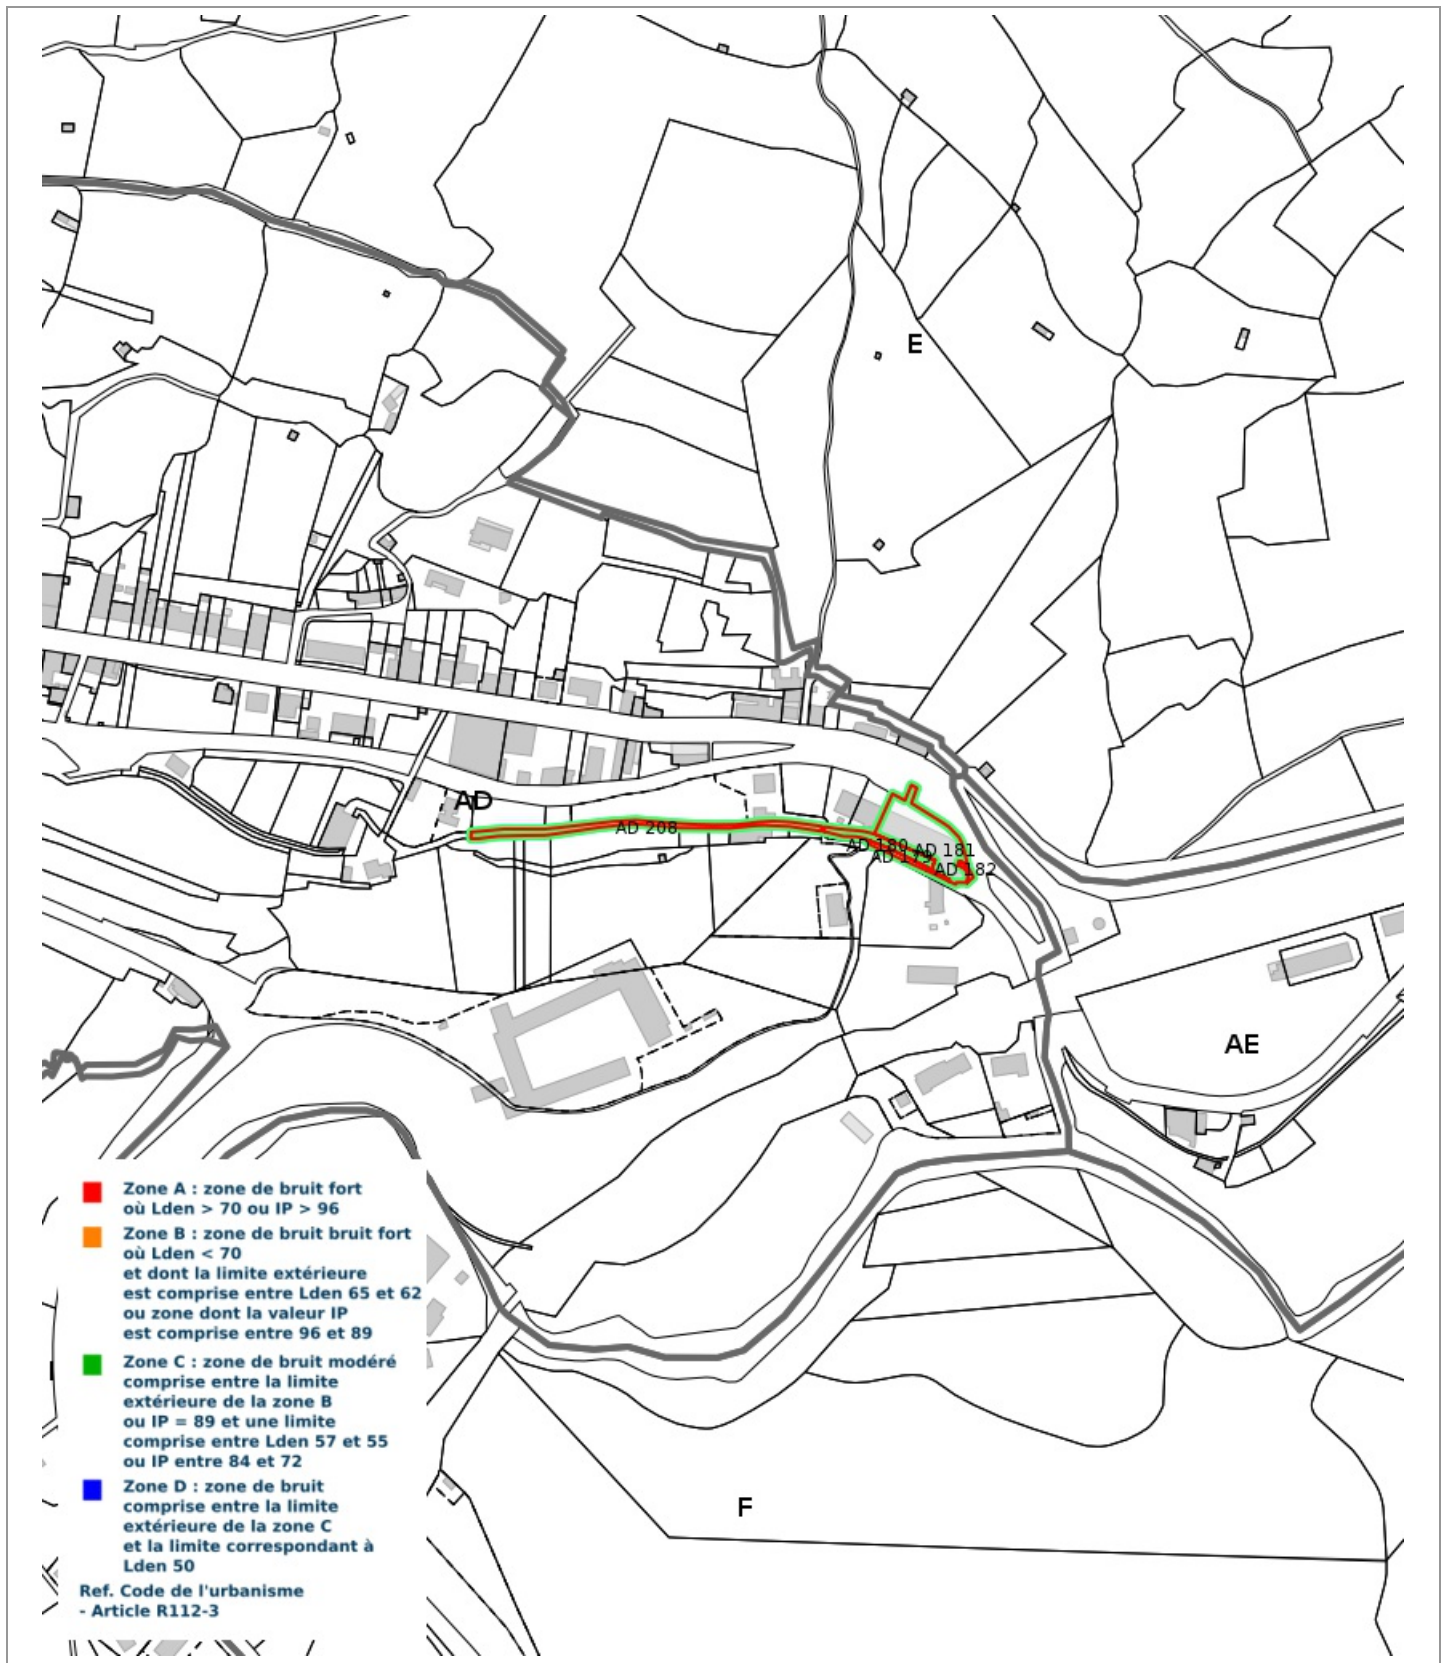 E
AD
AD 208
AD 180
AD 181
AD 179
AD 182
AE
Zone A : zone de bruit fort
où Lden > 70 ou IP > 96
Zone B : zone de bruit bruit fort
où Lden < 70
et dont la limite extérieure
est comprise entre Lden 65 et 62
ou zone dont la valeur IP
est comprise entre 96 et 89
Zone C : zone de bruit modéré
comprise entre la limite
extérieure de la zone B
ou IP = 89 et une limite
comprise entre Lden 57 et 55
ou IP entre 84 et 72
Zone D : zone de bruit
comprise entre la limite
extérieure de la zone C
et la limite correspondant à
Lden 50
Ref. Code de l'urbanisme
- Article R112-3
F